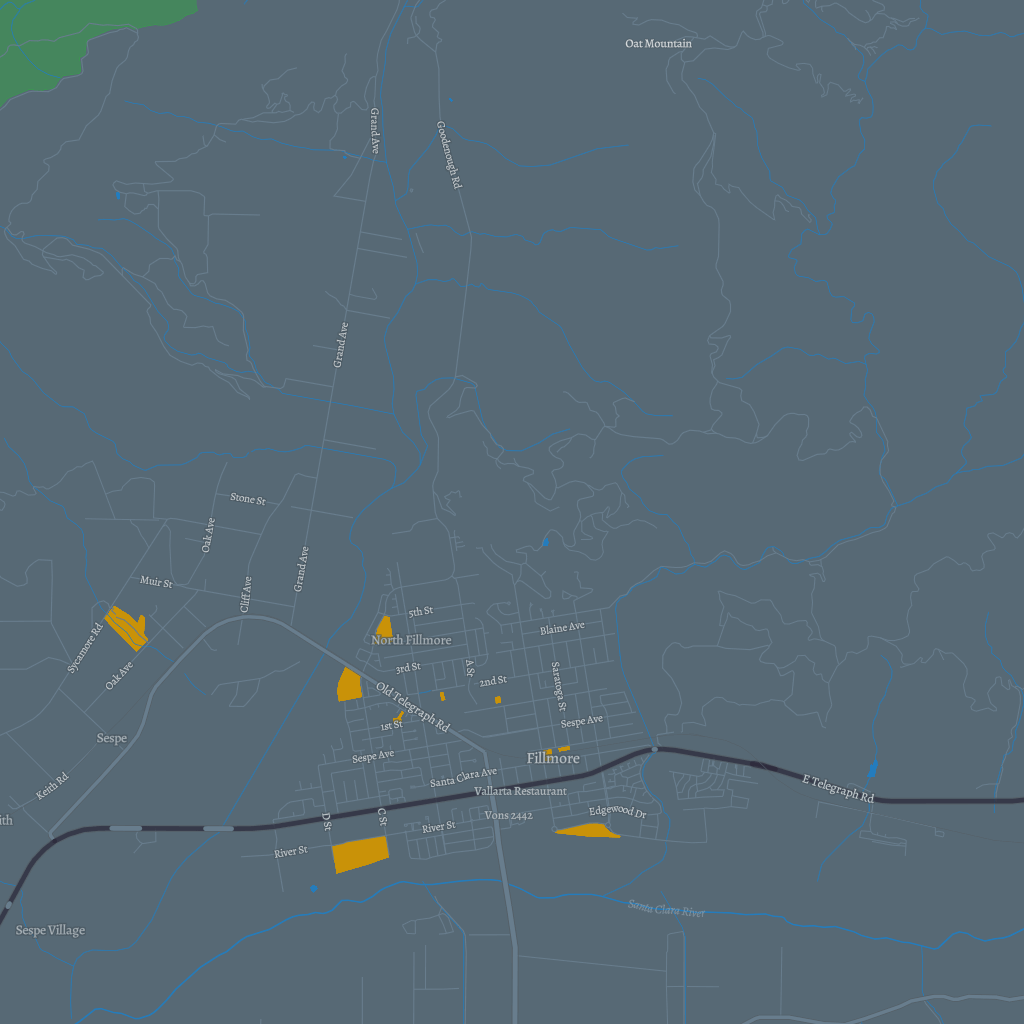 Oat Mountain
Grand Ave
Goodenough Rd
Grand Ave
Stone St
Oak Ave
Grand Ave
Muir St
Cliff Ave
5th St
Blaine Ave
North Fillmore
Sycamore Rd
Oak Ave
3rd St
A St
2nd St
Saratoga St
Old Telegraph Rd
1st St
Sespe Ave
Sespe
Sespe Ave
Fillmore
Santa Clara Ave
Keith Rd
E Telegraph Rd
Vallarta Restaurant
Vons 2442
Edgewood Dr
D St
C St
River St
ith
River St
Santa Clara River
Sespe Village